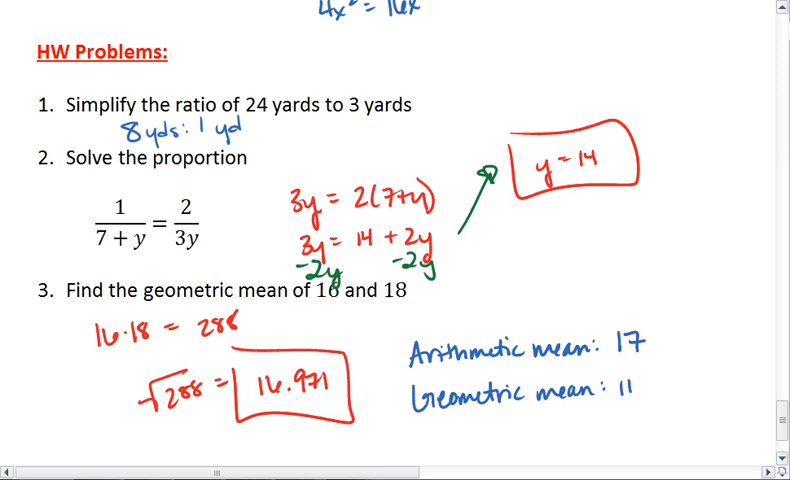 4x² = 16x
HW Problems:
1. Simplify the ratio of 24 yards to 3 yards
8 yds: 1 yd
2. Solve the proportion
y = 14
1 / 7 + y = 2 / 3y
3y = 2(7+y)
3y = 14 + 2y
-2y -2y
3. Find the geometric mean of 16 and 18
16·18 = 288
√288 = 16.971
Arithmetic mean: 17
Geometric mean: 11